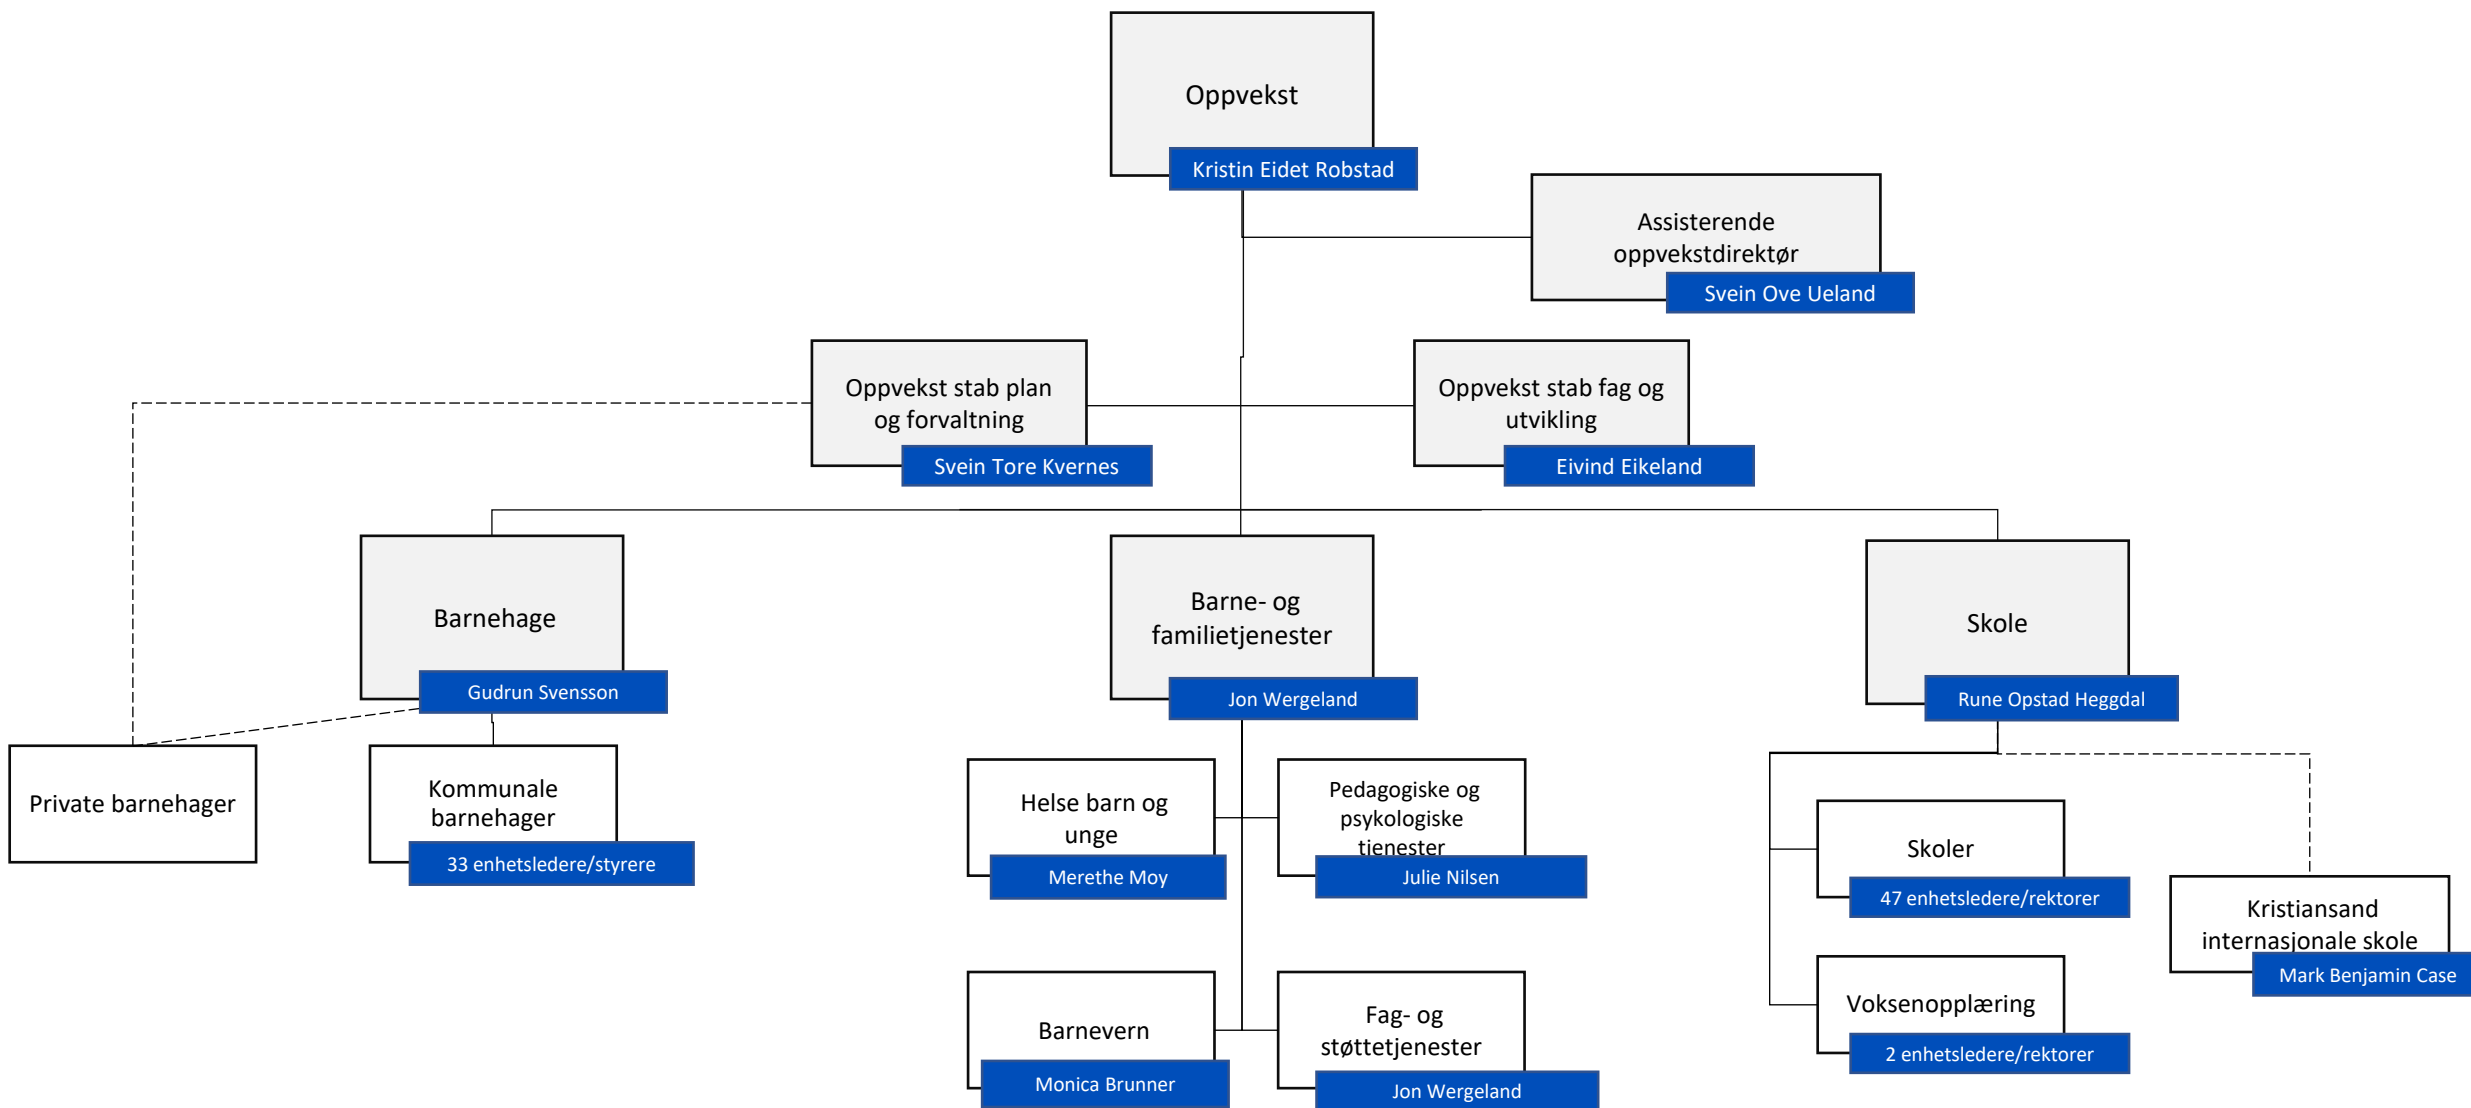 Oppvekst
Kristin Eidet Robstad
Assisterende
oppvekstdirektør
Svein Ove Ueland
Oppvekst stab plan
og forvaltning
Svein Tore Kvernes
Oppvekst stab fag og
utvikling
Eivind Eikeland
Barnehage
Gudrun Svensson
Barne- og
familietjenester
Jon Wergeland
Skole
Rune Opstad Heggdal
Private barnehager
Kommunale
barnehager
33 enhetsledere/styrere
Helse barn og
unge
Merethe Moy
Pedagogiske og
psykologiske
tjenester
Julie Nilsen
Barnevern
Monica Brunner
Fag- og
støttetjenester
Jon Wergeland
Skoler
47 enhetsledere/rektorer
Voksenopplæring
2 enhetsledere/rektorer
Kristiansand
internasjonale skole
Mark Benjamin Case